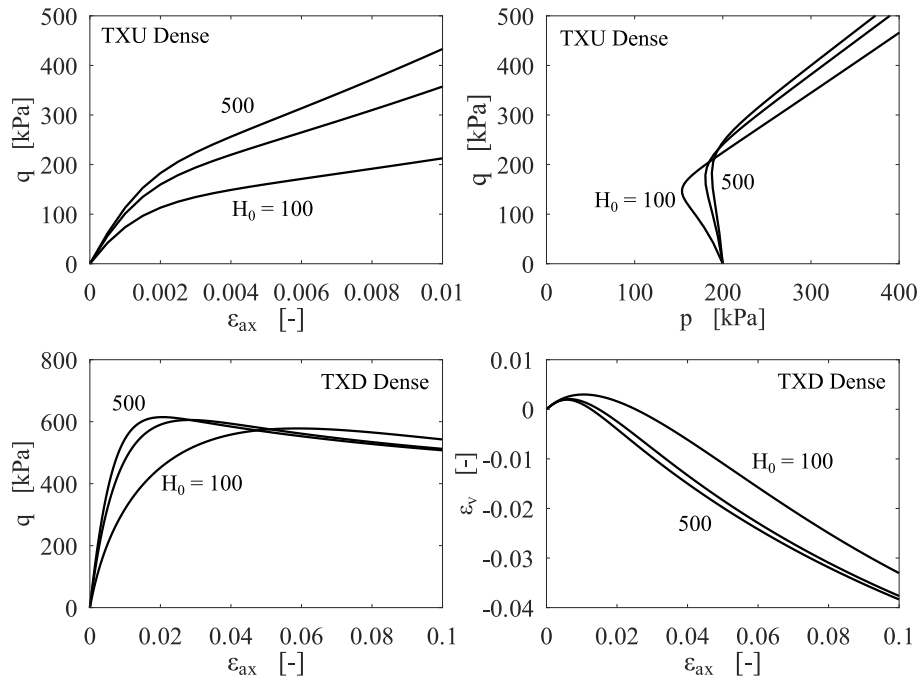 TXU Dense
500
400
300
200
100
0
q [kPa]
500
H₀ = 100
0 0.002 0.004 0.006 0.008 0.01
εax [-]
TXU Dense
500
400
300
200
100
0
q [kPa]
H₀ = 100
500
0 100 200 300 400
p [kPa]
TXD Dense
800
600
400
200
0
q [kPa]
500
H₀ = 100
0 0.02 0.04 0.06 0.08 0.1
εax [-]
TXD Dense
0.01
0
-0.01
-0.02
-0.03
-0.04
εv [-]
H₀ = 100
500
0 0.02 0.04 0.06 0.08 0.1
εax [-]